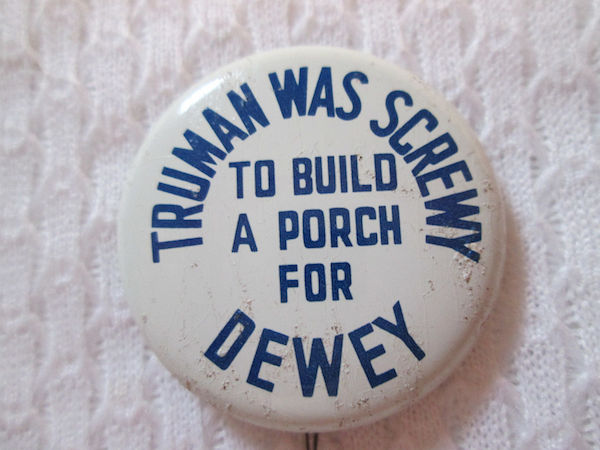 TRUMAN WAS SCREWY
TO BUILD
A PORCH
FOR
DEWEY